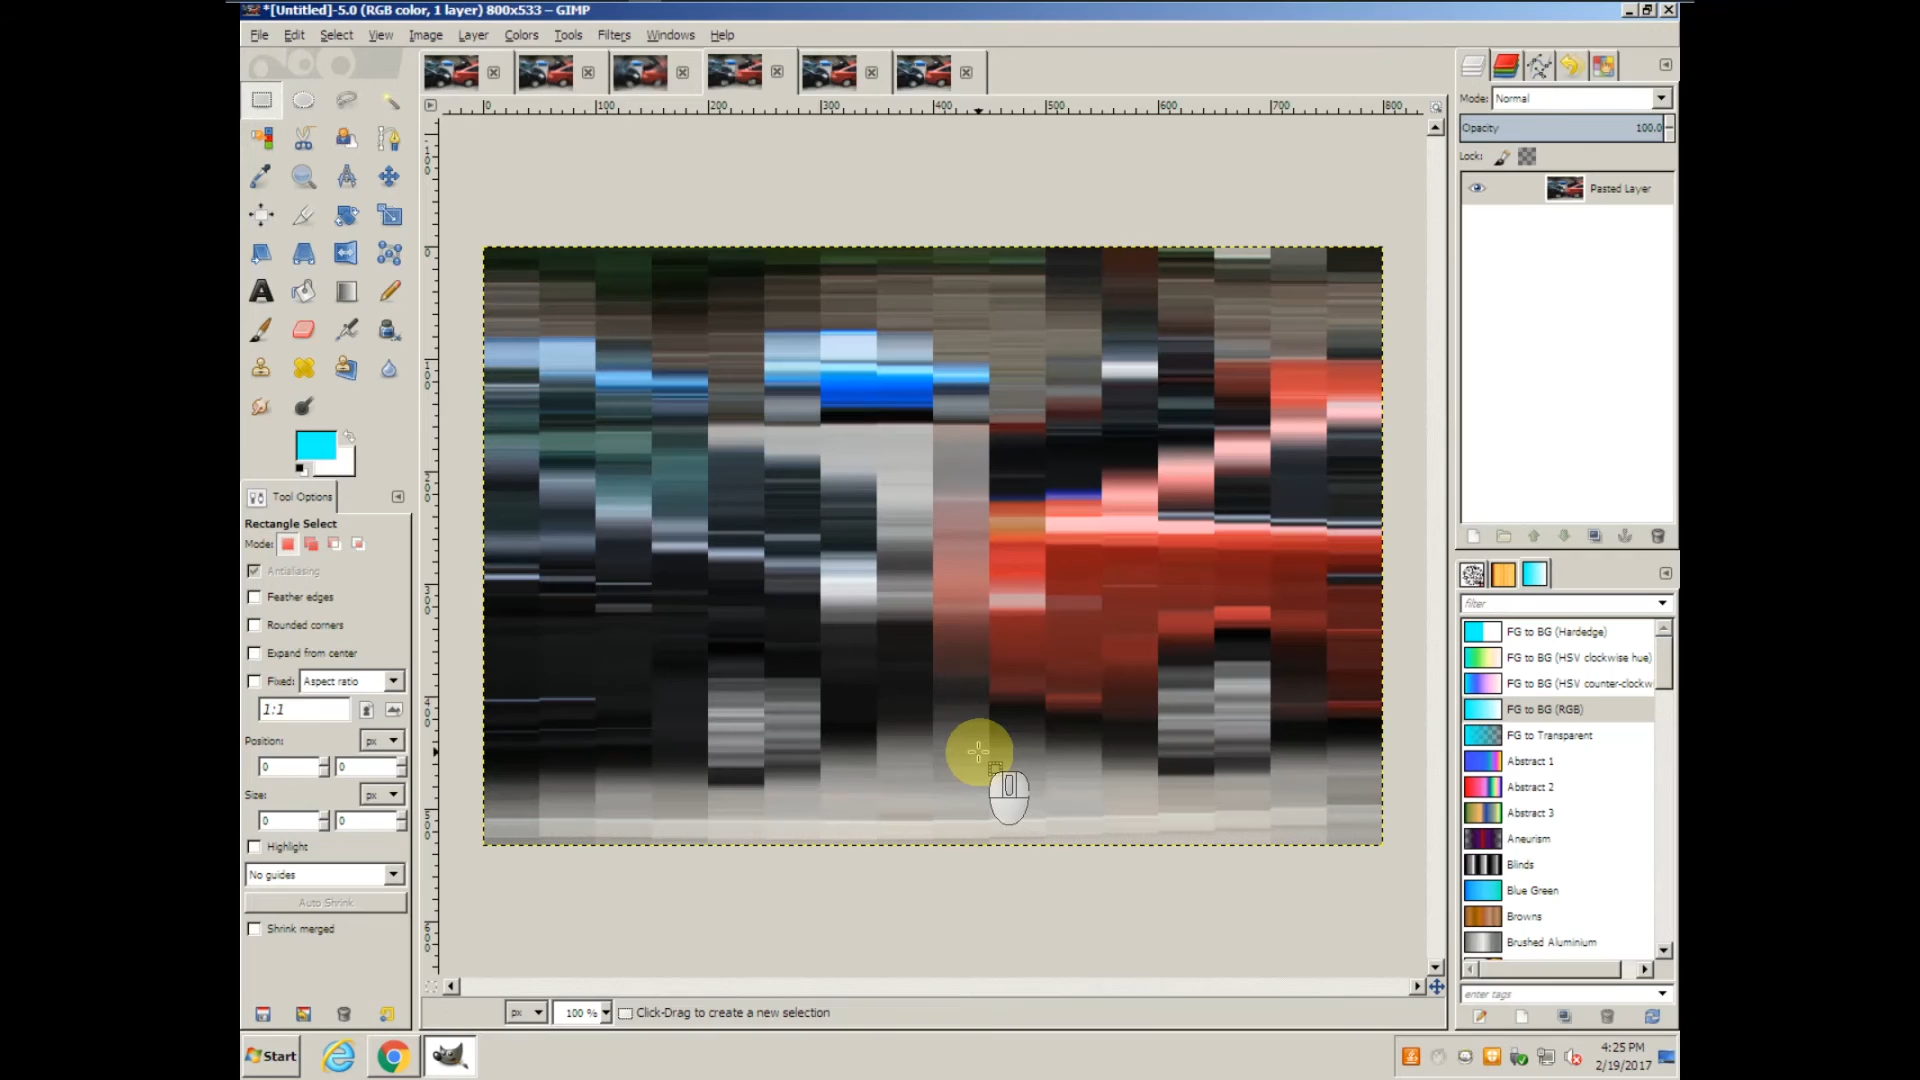 *[Untitled]-5.0 (RGB color, 1 layer) 800x533 – GIMP
File Edit Select View Image Layer Colors Tools Filters Windows Help
Mode: Normal
Opacity 100.0
Lock:
Pasted Layer
0 100 200 300 400 500 600 700 800
Tool Options
Rectangle Select
Mode:
Antialiasing
Feather edges
Rounded corners
Expand from center
Fixed: Aspect ratio
1:1
Position: px
0 0
Size: px
0 0
Highlight
No guides
Auto Shrink
Shrink merged
filter
FG to BG (Hardedge)
FG to BG (HSV clockwise hue)
FG to BG (HSV counter-clockw
FG to BG (RGB)
FG to Transparent
Abstract 1
Abstract 2
Abstract 3
Aneurism
Blinds
Blue Green
Browns
Brushed Aluminium
enter tags
px 100 % Click-Drag to create a new selection
Start
4:25 PM
2/19/2017